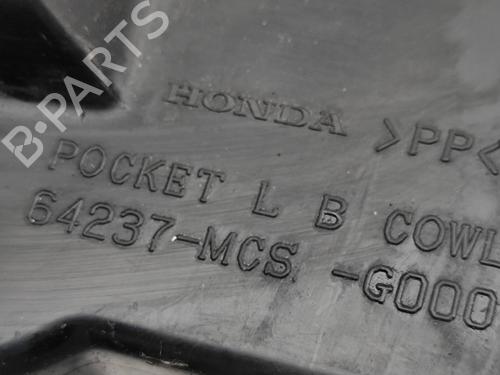 B-PARTS
HONDA >PP<
POCKET L B COWL
64237-MCS -G000